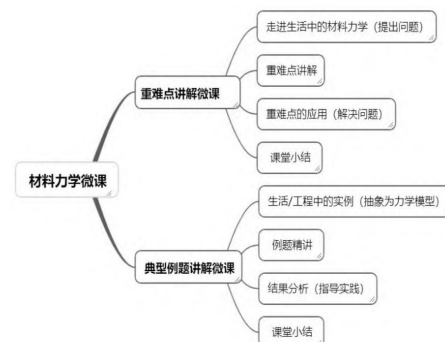 走进生活中的材料力学（提出问题）
重难点讲解微课
重难点讲解
重难点的应用（解决问题）
课堂小结
材料力学微课
生活/工程中的实例（抽象为力学模型）
典型例题讲解微课
例题精讲
结果分析（指导实践）
课堂小结